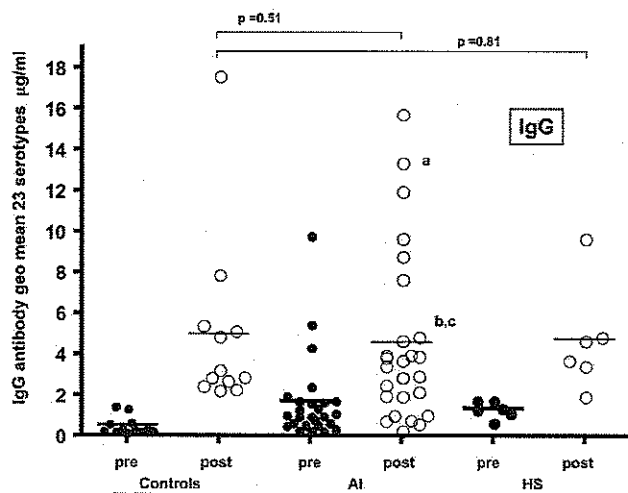 p =0.51
p =0.81
IgG
IgG antibody geo mean 23 serotypes, µg/ml
18
16
14
12
10
8
6
4
2
0
a
b,c
pre post pre post pre post
Controls AI HS